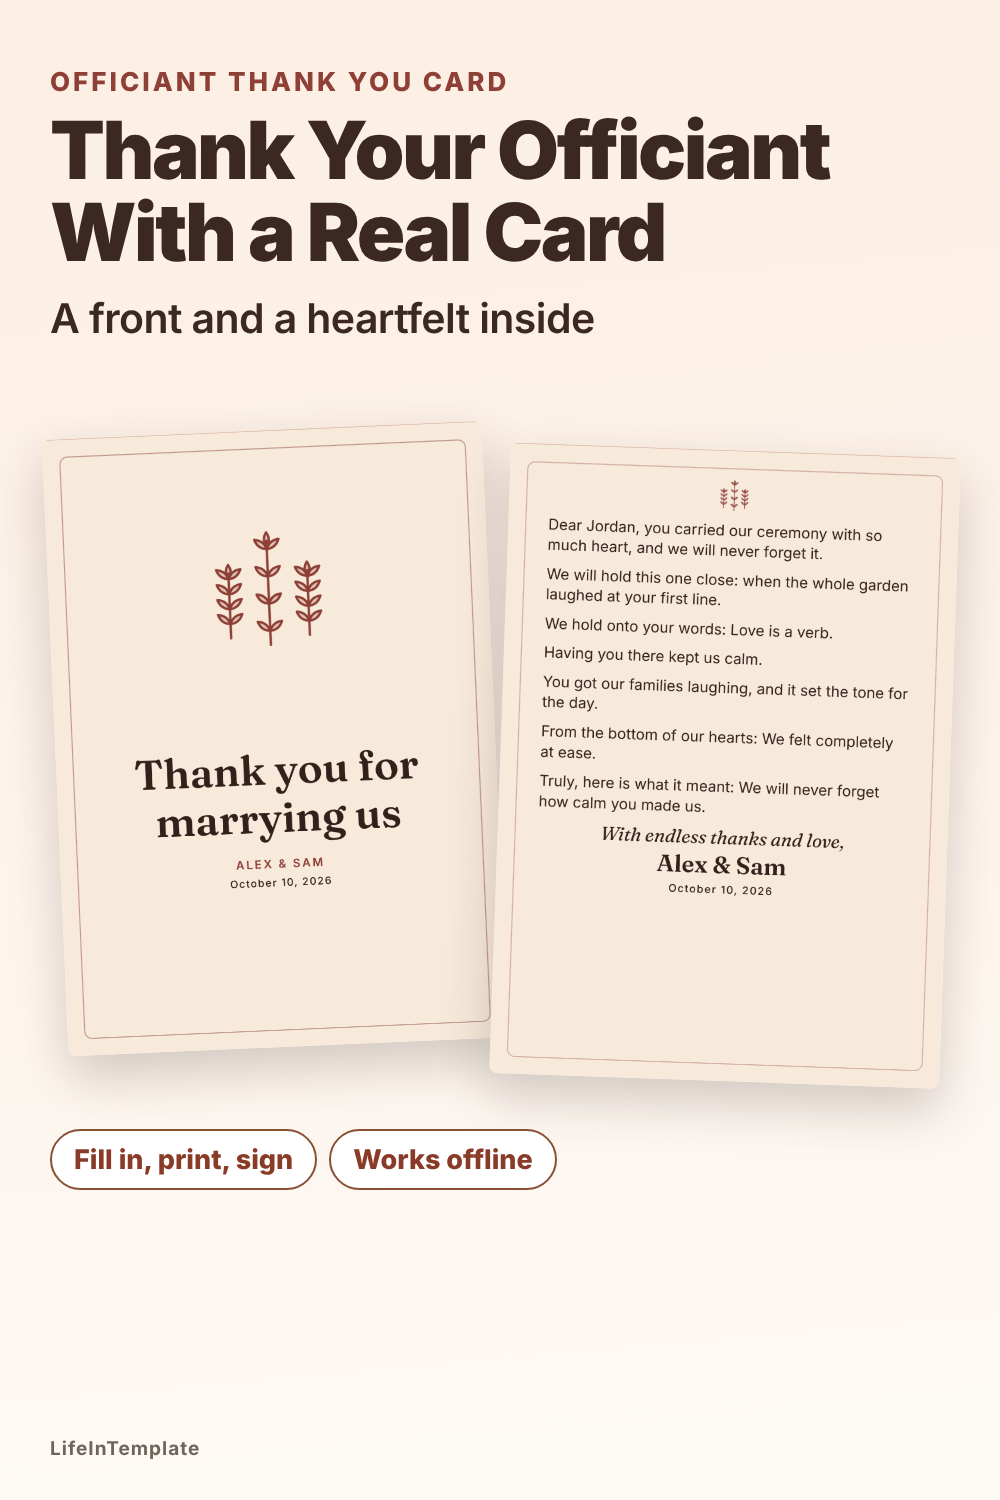 OFFICIANT THANK YOU CARD
Thank Your Officiant
With a Real Card
A front and a heartfelt inside
Thank you for
marrying us
ALEX & SAM
October 10, 2026
Dear Jordan, you carried our ceremony with so
much heart, and we will never forget it.
We will hold this one close: when the whole garden
laughed at your first line.
We hold onto your words: Love is a verb.
Having you there kept us calm.
You got our families laughing, and it set the tone for
the day.
From the bottom of our hearts: We felt completely
at ease.
Truly, here is what it meant: We will never forget
how calm you made us.
With endless thanks and love,
Alex & Sam
October 10, 2026
Fill in, print, sign
Works offline
LifeInTemplate